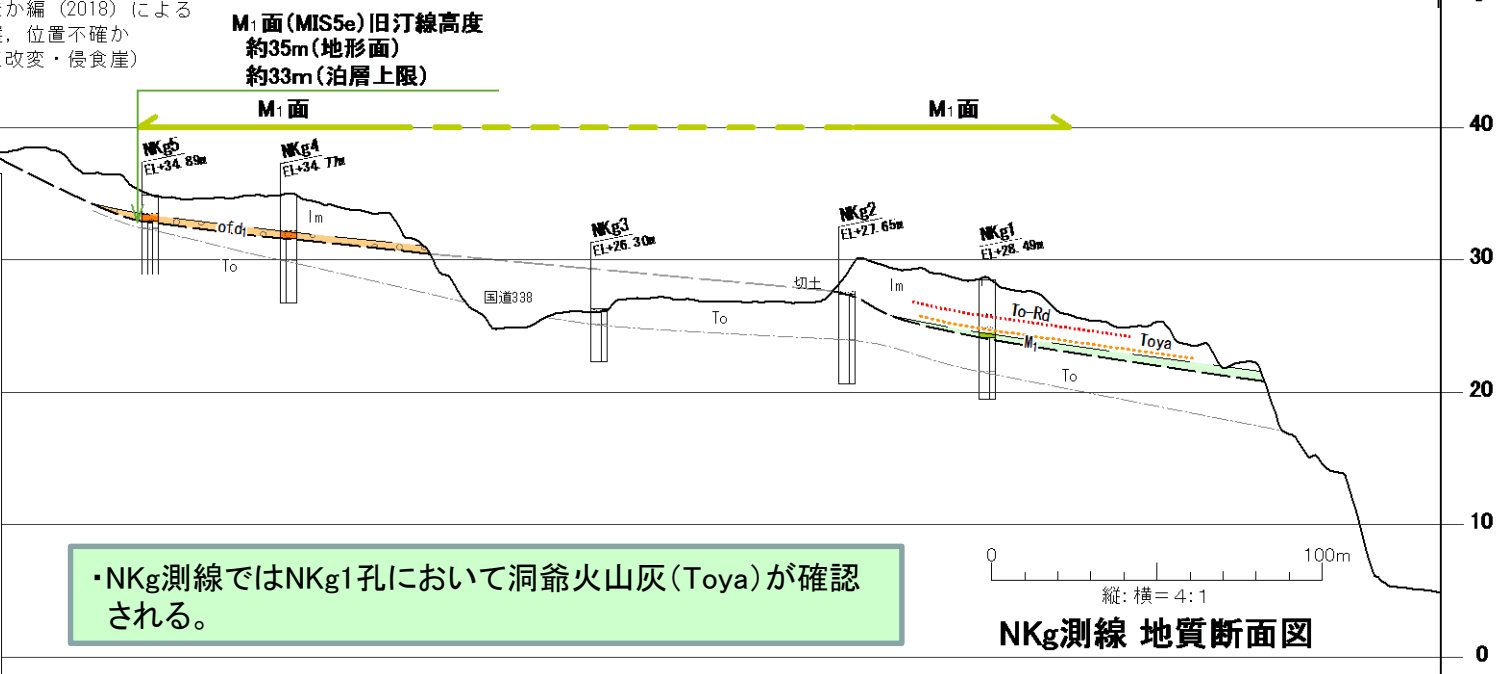 か編（2018）による
，位置不確か
改変・侵食崖）
M₁面(MIS5e)旧汀線高度
約35m(地形面)
約33m(泊層上限)
M₁面
M₁面
40
NKg5
EL+34.89m
NKg4
EL+34.77m
lm
ofd₁
To
国道338
NKg3
EL+26.30m
To
切土
NKg2
EL+27.65m
NKg1
EL+28.49m
lm
To-Rd
Toya
M₁
To
30
20
10
0
0
100m
縦:横=4:1
NKg測線 地質断面図
・NKg測線ではNKg1孔において洞爺火山灰(Toya)が確認
される。